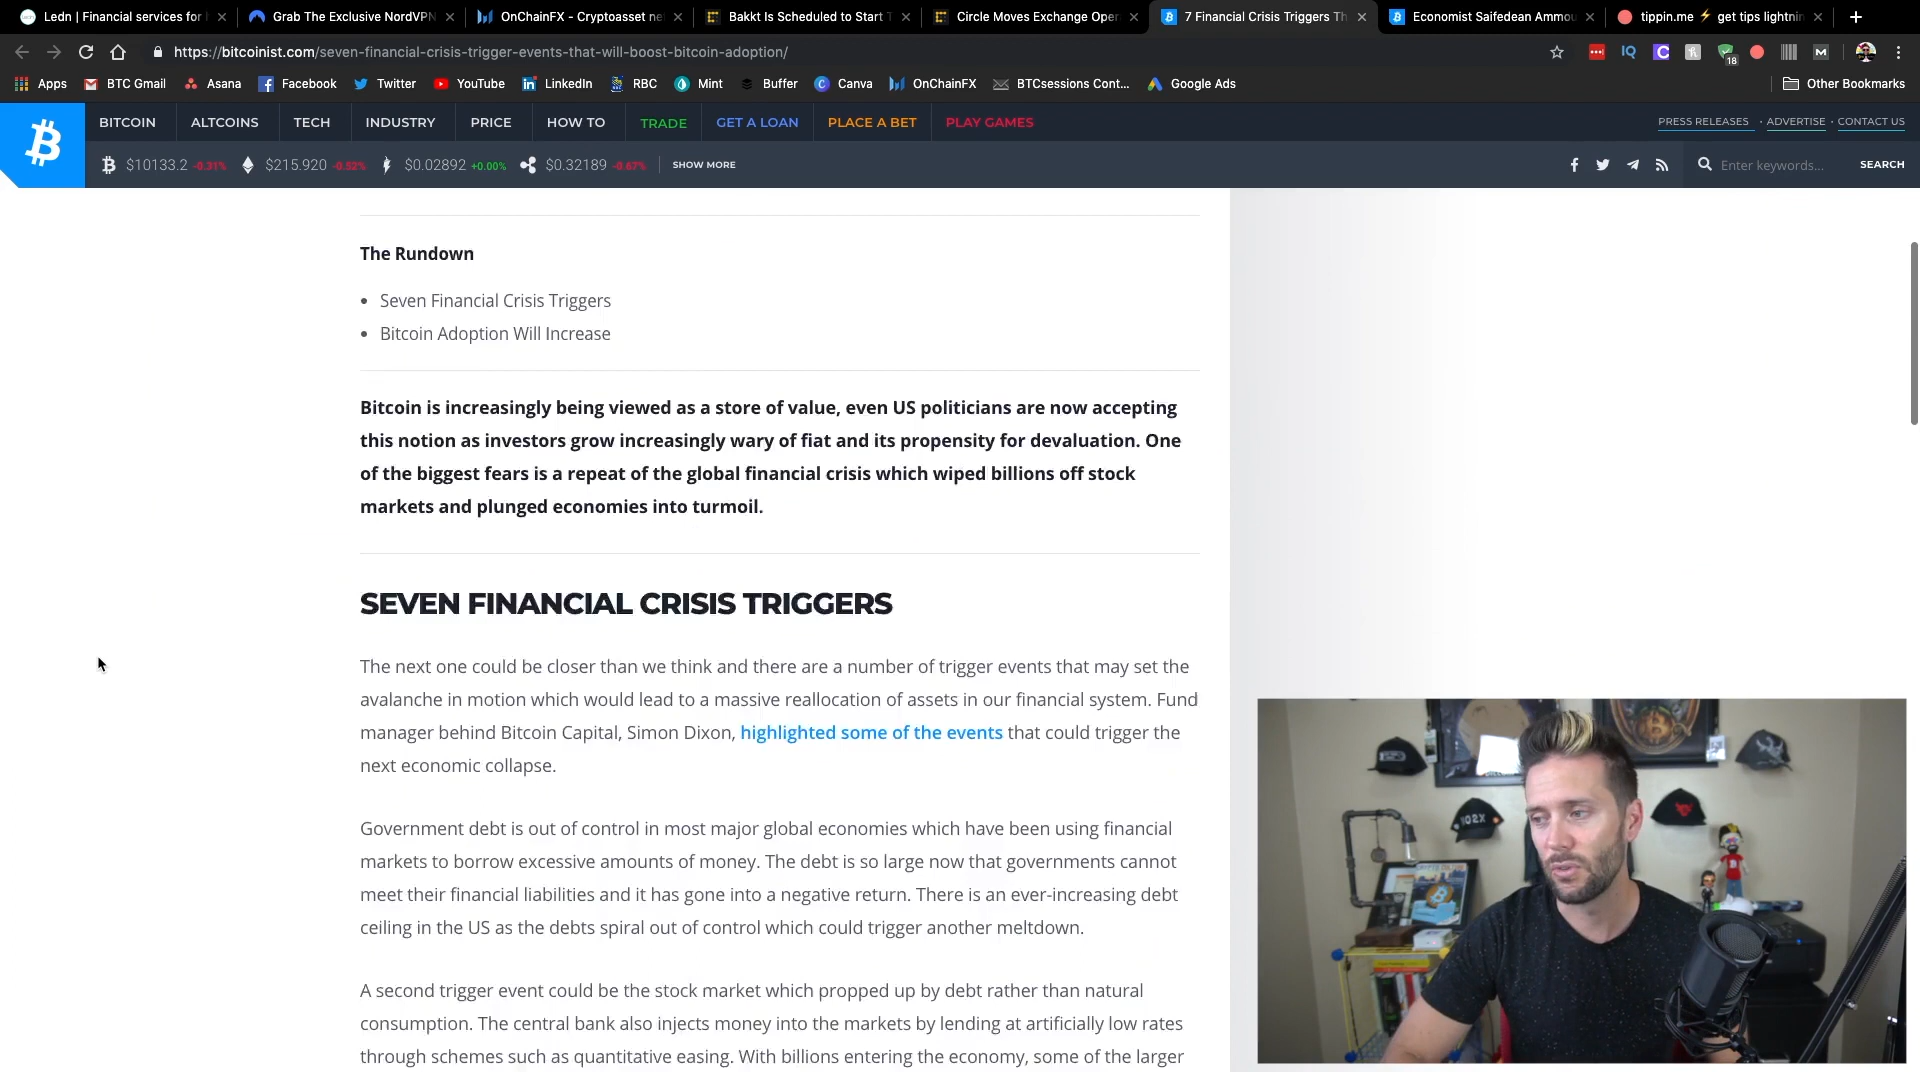 Ledn | Financial services for
Grab The Exclusive NordVPN
OnChainFX - Cryptoasset ne
Bakkt Is Scheduled to Start T
Circle Moves Exchange Oper
7 Financial Crisis Triggers Th
Economist Saifedean Ammou
tippin.me ⚡ get tips lightnin
https://bitcoinist.com/seven-financial-crisis-trigger-events-that-will-boost-bitcoin-adoption/
IQ
18
Apps
BTC Gmail
Asana
Facebook
Twitter
YouTube
LinkedIn
RBC
Mint
Buffer
Canva
OnChainFX
BTCsessions Cont...
Google Ads
Other Bookmarks
BITCOIN
ALTCOINS
TECH
INDUSTRY
PRICE
HOW TO
TRADE
GET A LOAN
PLACE A BET
PLAY GAMES
PRESS RELEASES · ADVERTISE · CONTACT US
$10133.2 -0.31%
$215.920 -0.52%
$0.02892 +0.00%
$0.32189 -0.67%
SHOW MORE
Enter keywords...
SEARCH
The Rundown
• Seven Financial Crisis Triggers
• Bitcoin Adoption Will Increase
Bitcoin is increasingly being viewed as a store of value, even US politicians are now accepting
this notion as investors grow increasingly wary of fiat and its propensity for devaluation. One
of the biggest fears is a repeat of the global financial crisis which wiped billions off stock
markets and plunged economies into turmoil.
SEVEN FINANCIAL CRISIS TRIGGERS
The next one could be closer than we think and there are a number of trigger events that may set the
avalanche in motion which would lead to a massive reallocation of assets in our financial system. Fund
manager behind Bitcoin Capital, Simon Dixon, highlighted some of the events that could trigger the
next economic collapse.
Government debt is out of control in most major global economies which have been using financial
markets to borrow excessive amounts of money. The debt is so large now that governments cannot
meet their financial liabilities and it has gone into a negative return. There is an ever-increasing debt
ceiling in the US as the debts spiral out of control which could trigger another meltdown.
A second trigger event could be the stock market which propped up by debt rather than natural
consumption. The central bank also injects money into the markets by lending at artificially low rates
through schemes such as quantitative easing. With billions entering the economy, some of the larger